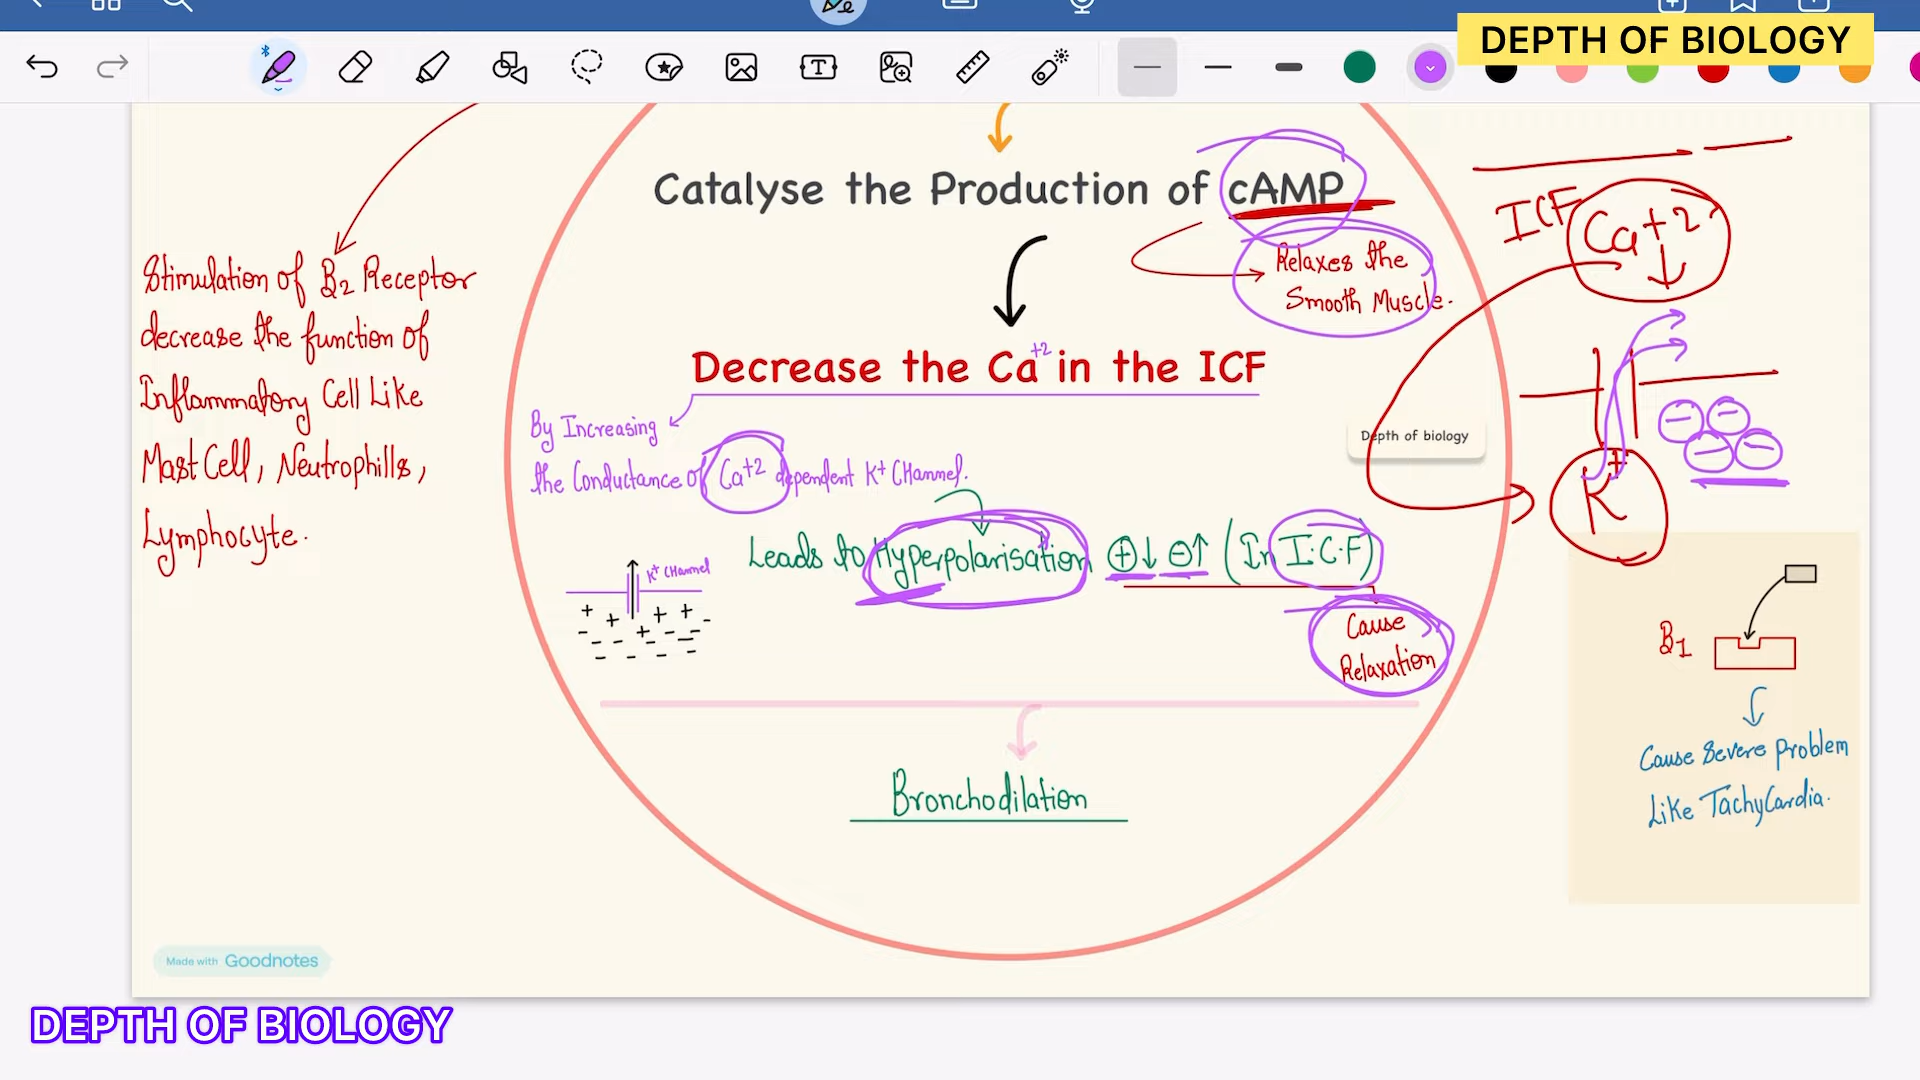 DEPTH OF BIOLOGY
Catalyse the Production of cAMP
Relaxes the
Smooth Muscle.
ICF Ca+2 ↓
Stimulation of B2 Receptor
decrease the function of
Inflammatory Cell Like
Mast Cell, Neutrophills,
Lymphocyte.
Decrease the Ca+2 in the ICF
By Increasing
the Conductance of Ca+2 dependent K+ CHannel.
Depth of biology
K+
Leads to Hyperpolarisation ⊕↓ ⊖↑ (In I.C.F)
K+ CHannel
Cause
Relaxation
B1
Cause Severe Problem
Like TachyCardia.
Bronchodilation
Made with Goodnotes
DEPTH OF BIOLOGY